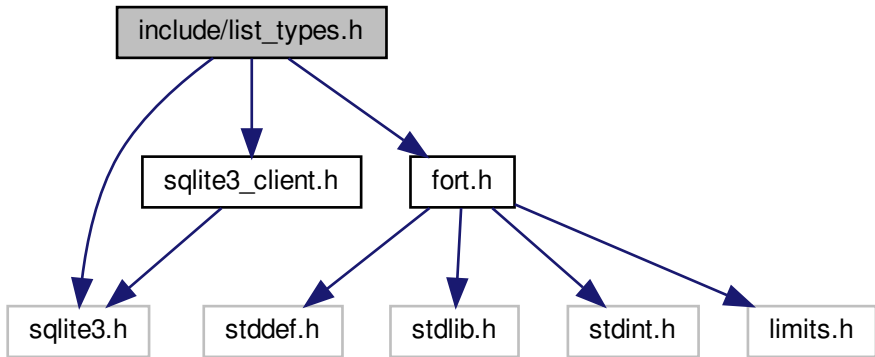 include/list_types.h
sqlite3_client.h
fort.h
sqlite3.h
stddef.h
stdlib.h
stdint.h
limits.h